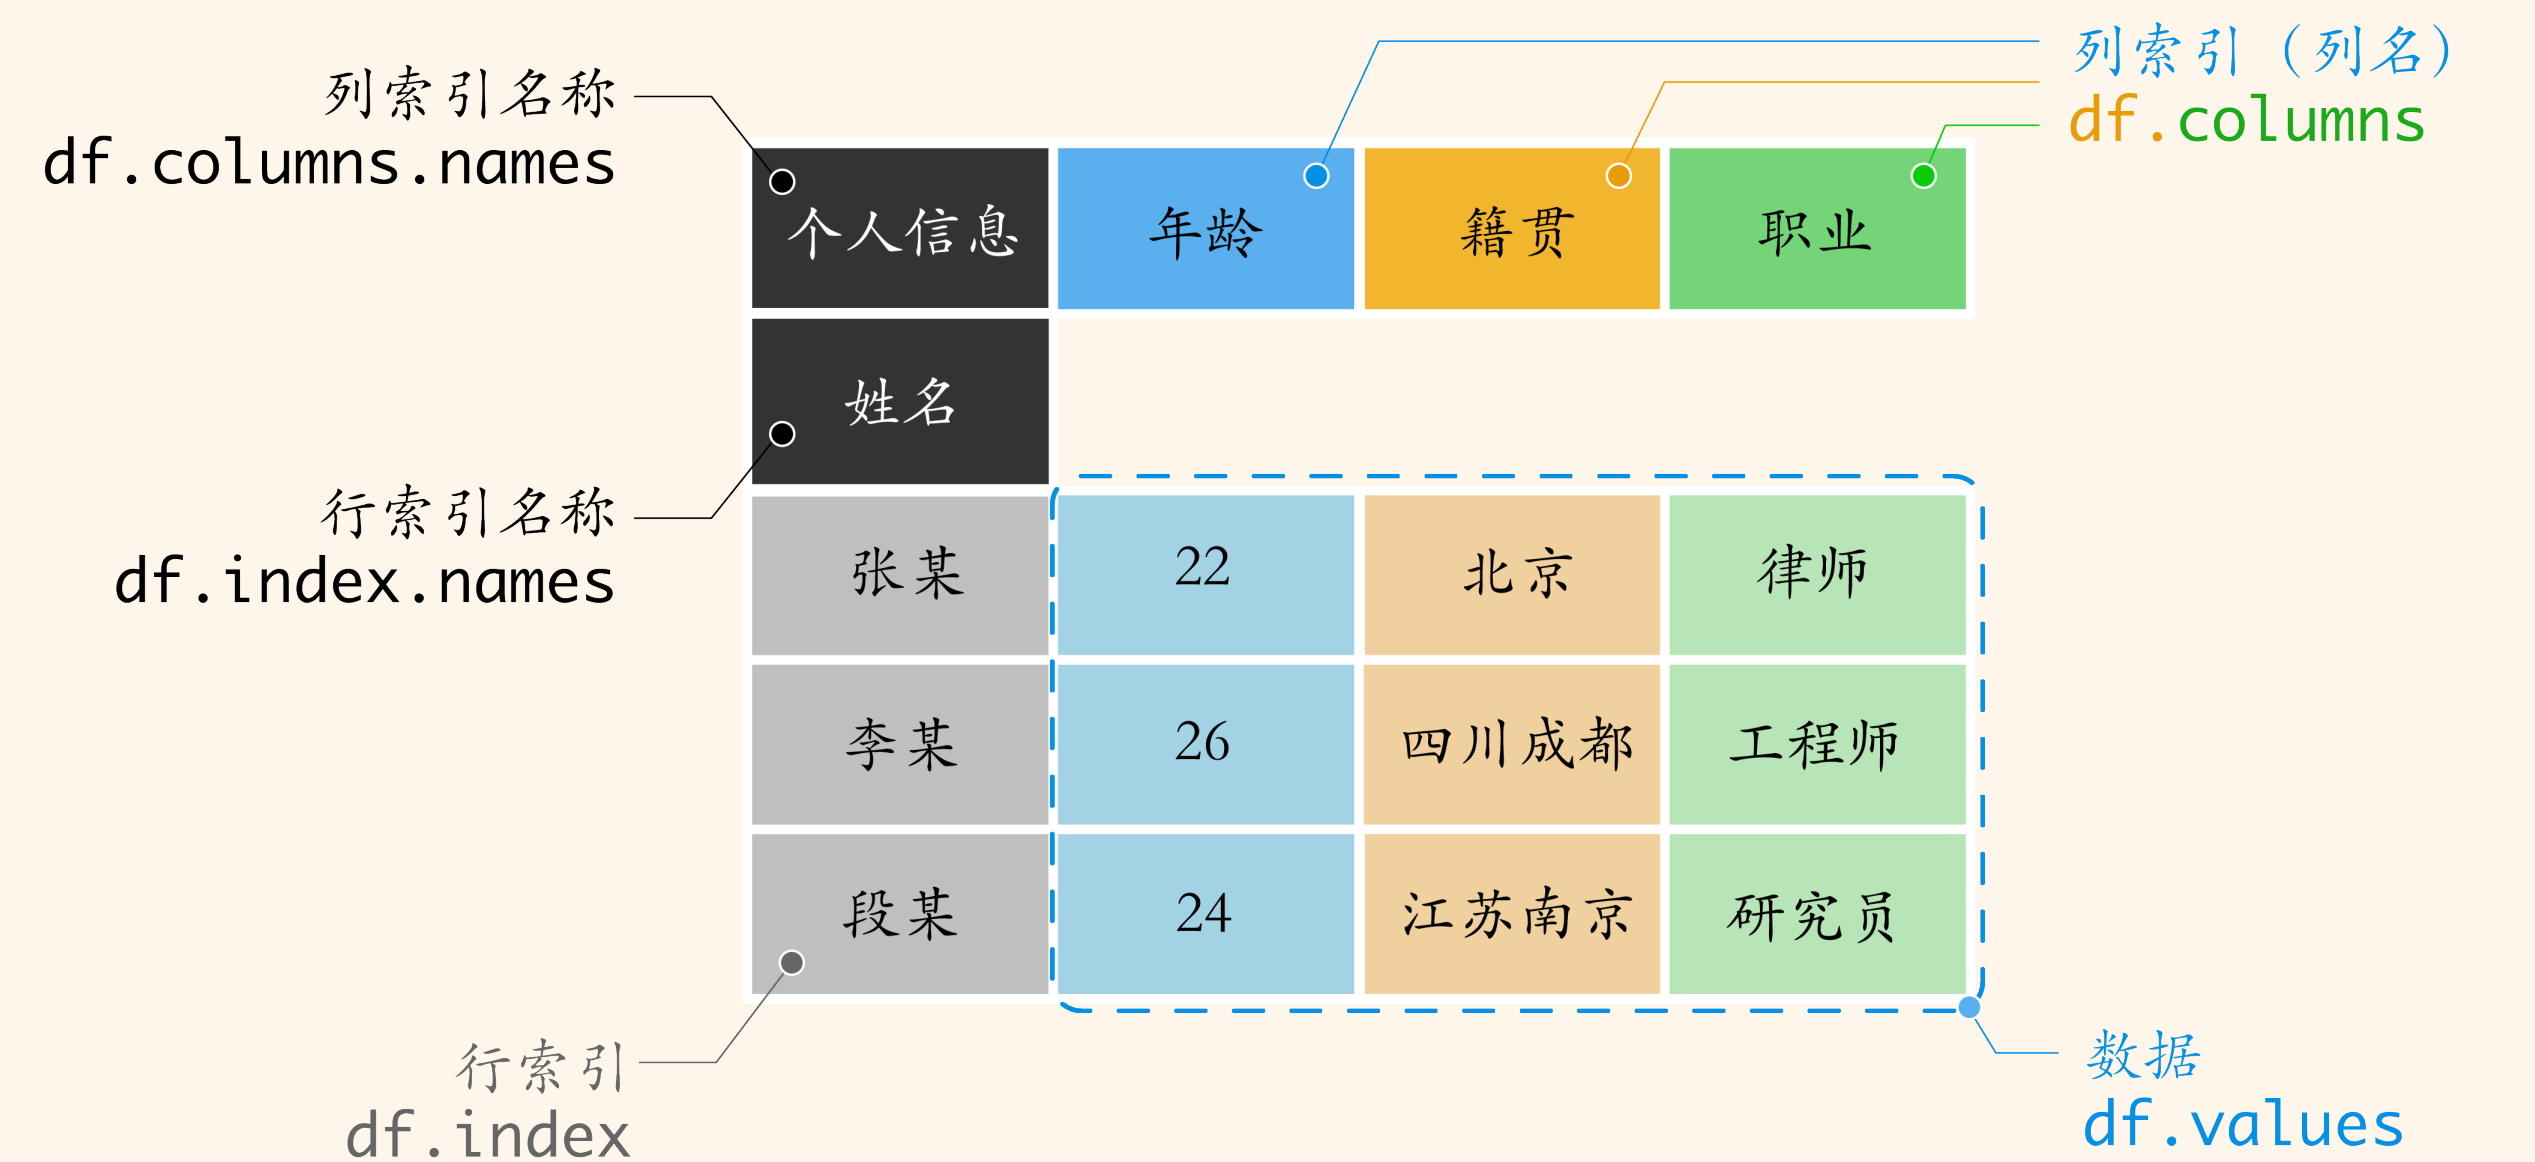 列索引名称
df.columns.names
列索引（列名）
df.columns
个人信息 年龄 籍贯 职业
姓名
行索引名称
df.index.names
张某 22 北京 律师
李某 26 四川成都 工程师
段某 24 江苏南京 研究员
行索引
df.index
数据
df.values